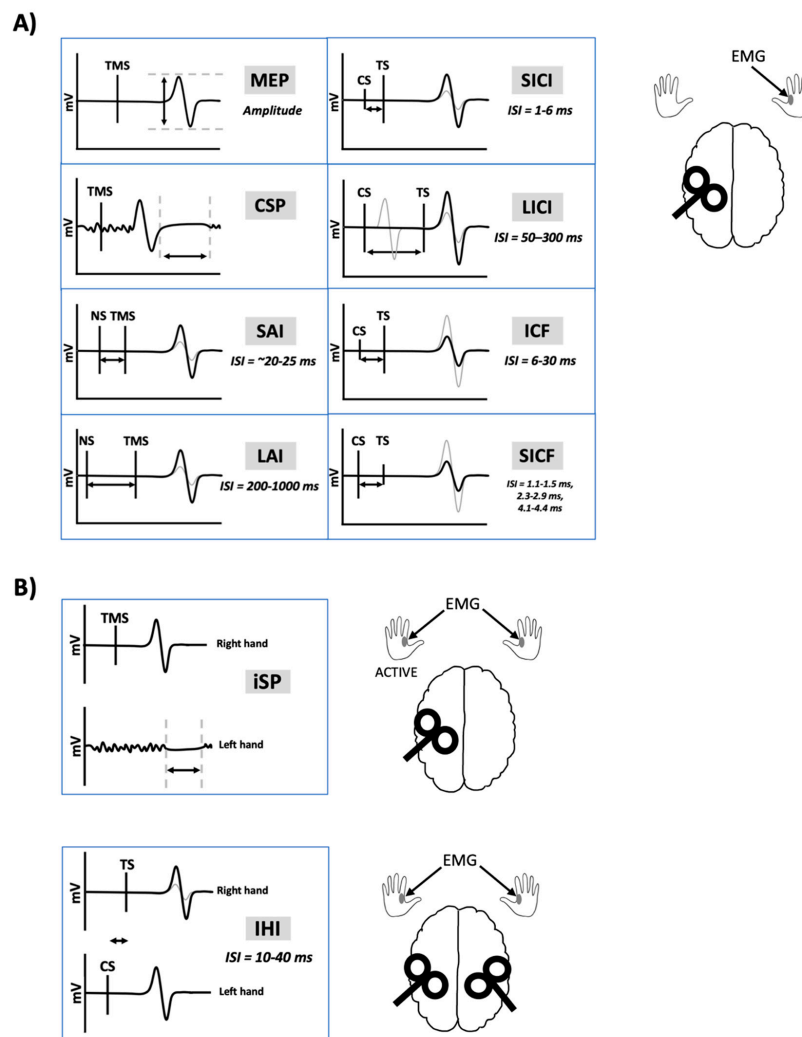 A)
TMS
MEP
Amplitude
mV
CS TS
SICI
ISI = 1-6 ms
mV
EMG
TMS
CSP
mV
CS TS
LICI
ISI = 50–300 ms
mV
NS TMS
SAI
ISI = ~20-25 ms
mV
CS TS
ICF
ISI = 6-30 ms
mV
NS TMS
LAI
ISI = 200-1000 ms
mV
CS TS
SICF
ISI = 1.1-1.5 ms,
2.3-2.9 ms,
4.1-4.4 ms
mV
B)
TMS
mV
Right hand
iSP
mV
Left hand
EMG
ACTIVE
TS
mV
Right hand
IHI
ISI = 10-40 ms
CS
mV
Left hand
EMG